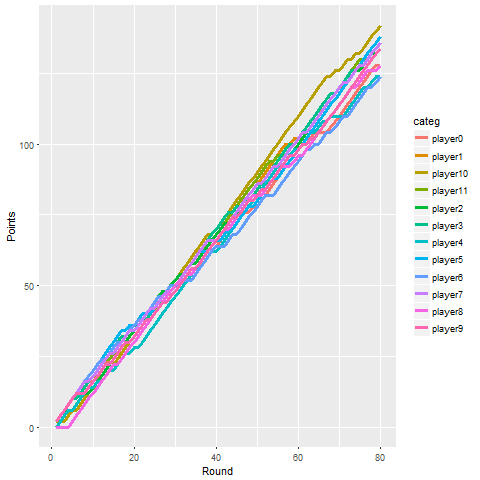 categ
player0
player1
player10
player11
player2
player3
player4
player5
player6
player7
player8
player9
100
50
0
Points
0
20
40
60
80
Round